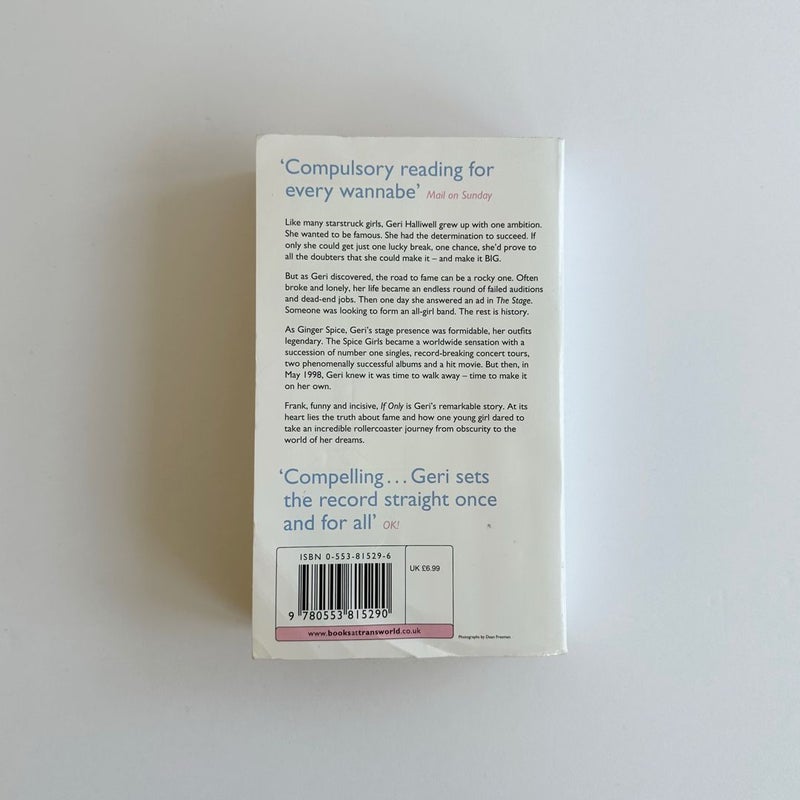 ‘Compulsory reading for
every wannabe’ Mail on Sunday
Like many starstruck girls, Geri Halliwell grew up with one ambition.
She wanted to be famous. She had the determination to succeed. If
only she could get just one lucky break, one chance, she’d prove to
all the doubters that she could make it – and make it BIG.
But as Geri discovered, the road to fame can be a rocky one. Often
broke and lonely, her life became an endless round of failed auditions
and dead-end jobs. Then one day she answered an ad in The Stage.
Someone was looking to form an all-girl band. The rest is history.
As Ginger Spice, Geri’s stage presence was formidable, her outfits
legendary. The Spice Girls became a worldwide sensation with a
succession of number one singles, record-breaking concert tours,
two phenomenally successful albums and a hit movie. But then, in
May 1998, Geri knew it was time to walk away – time to make it
on her own.
Frank, funny and incisive, If Only is Geri’s remarkable story. At its
heart lies the truth about fame and how one young girl dared to
take an incredible rollercoaster journey from obscurity to the
world of her dreams.
‘Compelling... Geri sets
the record straight once
and for all’ OK!
ISBN 0-553-81529-6
UK £6.99
9 780553 815290
www.booksattransworld.co.uk
Photographs by Dean Freeman